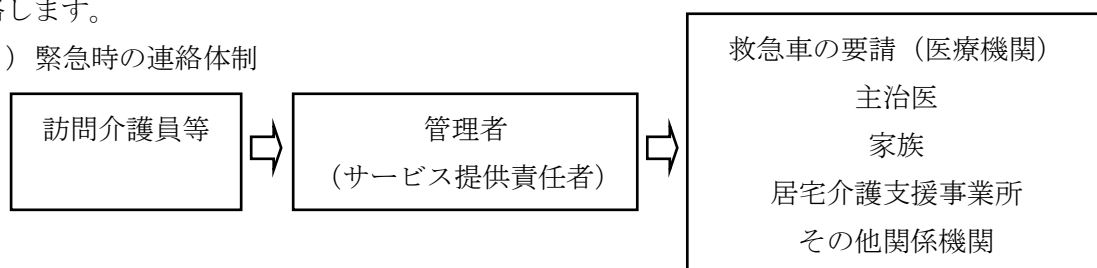 絡します。
）緊急時の連絡体制
訪問介護員等
管理者
（サービス提供責任者）
救急車の要請（医療機関）
主治医
家族
居宅介護支援事業所
その他関係機関